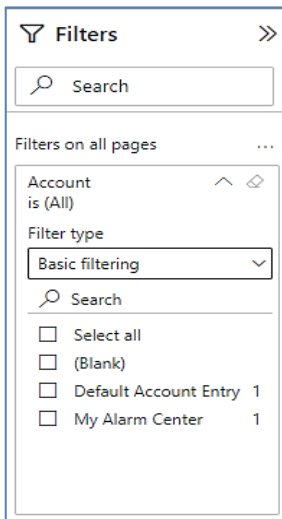 Filters
Search
Filters on all pages
...
Account
is (All)
Filter type
Basic filtering
Search
Select all
(Blank)
Default Account Entry 1
My Alarm Center 1